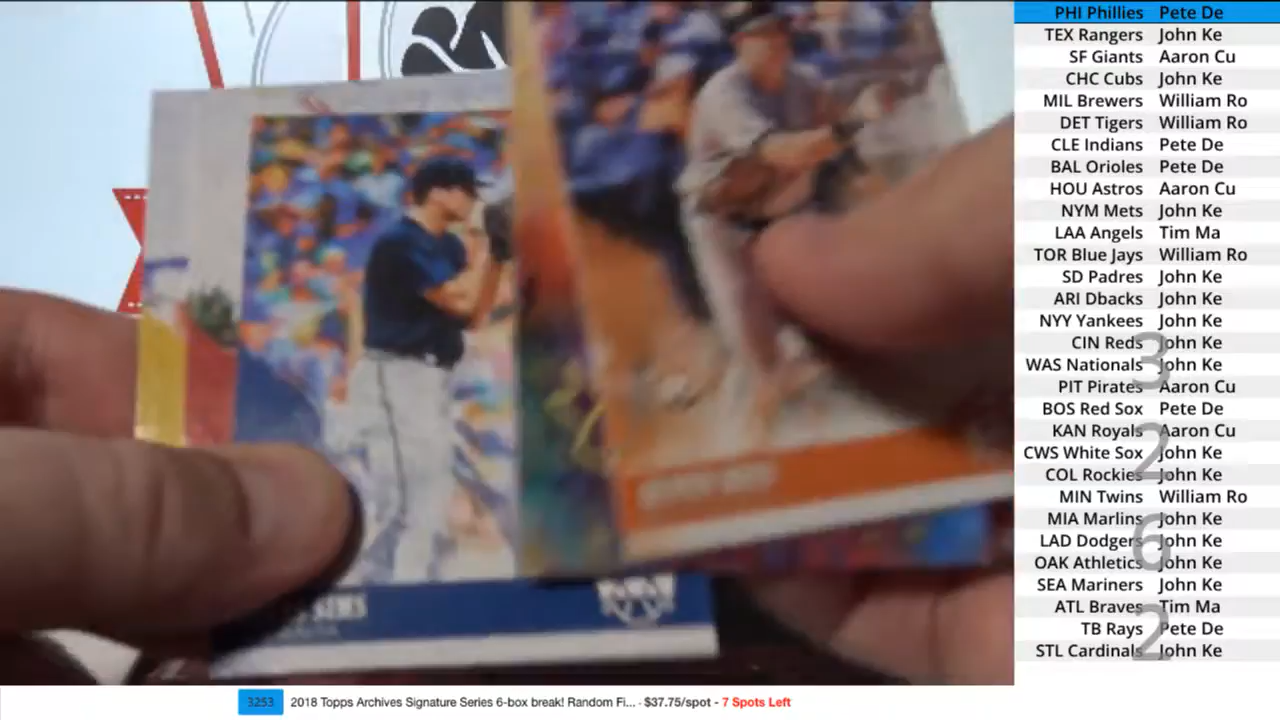 PHI Phillies Pete De
TEX Rangers John Ke
SF Giants Aaron Cu
CHC Cubs John Ke
MIL Brewers William Ro
DET Tigers William Ro
CLE Indians Pete De
BAL Orioles Pete De
HOU Astros Aaron Cu
NYM Mets John Ke
LAA Angels Tim Ma
TOR Blue Jays William Ro
SD Padres John Ke
ARI Dbacks John Ke
NYY Yankees John Ke
CIN Reds John Ke
WAS Nationals John Ke
PIT Pirates Aaron Cu
BOS Red Sox Pete De
KAN Royals Aaron Cu
CWS White Sox John Ke
COL Rockies John Ke
MIN Twins William Ro
MIA Marlins John Ke
LAD Dodgers John Ke
OAK Athletics John Ke
SEA Mariners John Ke
ATL Braves Tim Ma
TB Rays Pete De
STL Cardinals John Ke
3
2
6
2
SIMS
3253 2018 Topps Archives Signature Series 6-box break! Random Fi... - $37.75/spot - 7 Spots Left